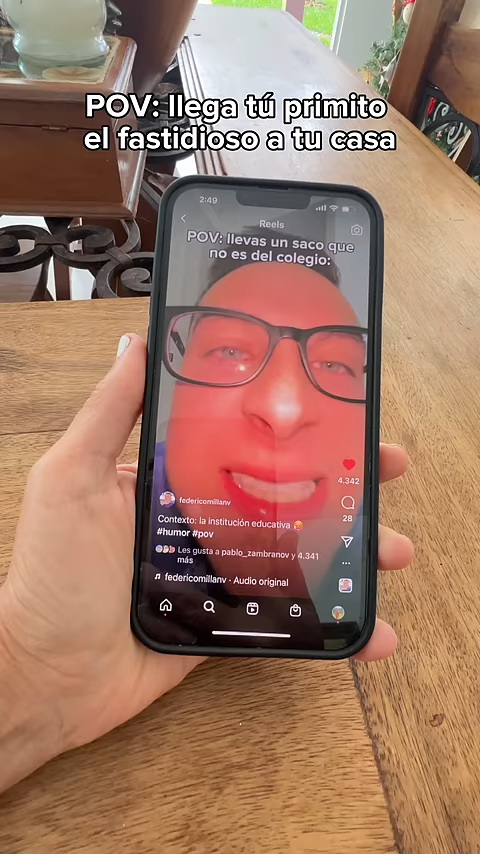 POV: llega tú primito
el fastidioso a tu casa
2:49
Reels
POV: llevas un saco que
no es del colegio:
4.342
28
federicomillanv
Contexto: la institución educativa 🥵
#humor #pov
Les gusta a pablo_zambranov y 4.341
más
federicomillanv · Audio original